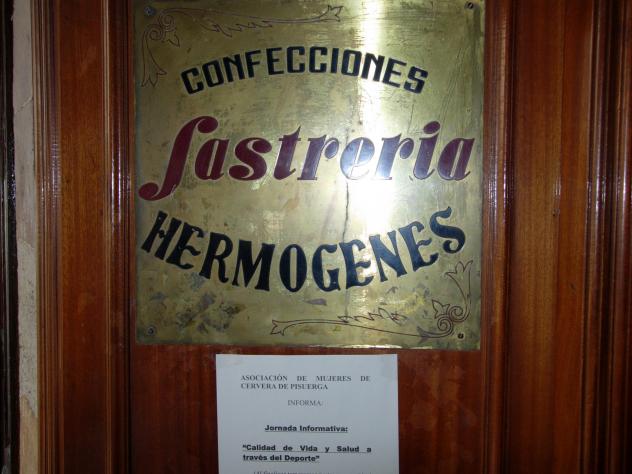 CONFECCIONES
Sastreria
HERMOGENES
ASOCIACIÓN DE MUJERES DE
CERVERA DE PISUERGA
INFORMA:
Jornada Informativa:
"Calidad de Vida y Salud a
través del Deporte"